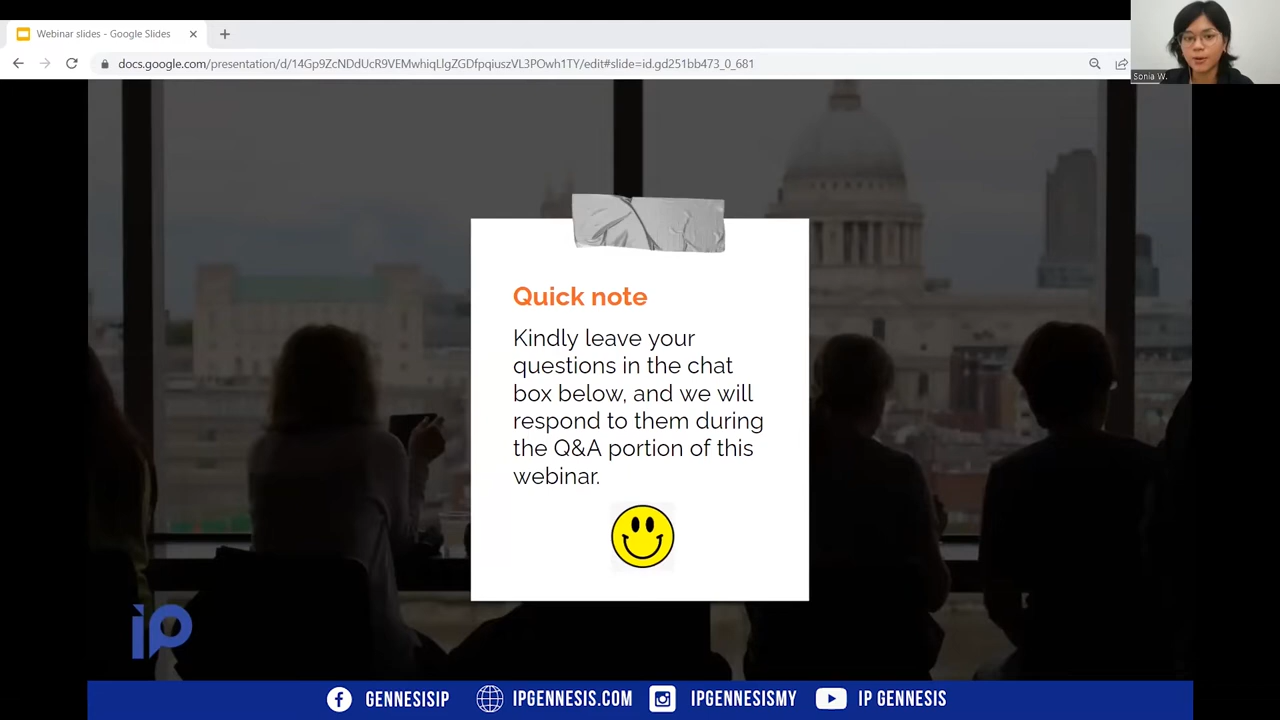 Webinar slides - Google Slides
docs.google.com/presentation/d/14Gp9ZcNDdUcR9VEMwhiqLlgZGDfpqluszVL3POwh1TY/edit#slide=id.gd251bb473_0_681
Sonia W.
Quick note
Kindly leave your
questions in the chat
box below, and we will
respond to them during
the Q&A portion of this
webinar.
ip
GENNESISIP
IPGENNESIS.COM
IPGENNESISMY
IP GENNESIS